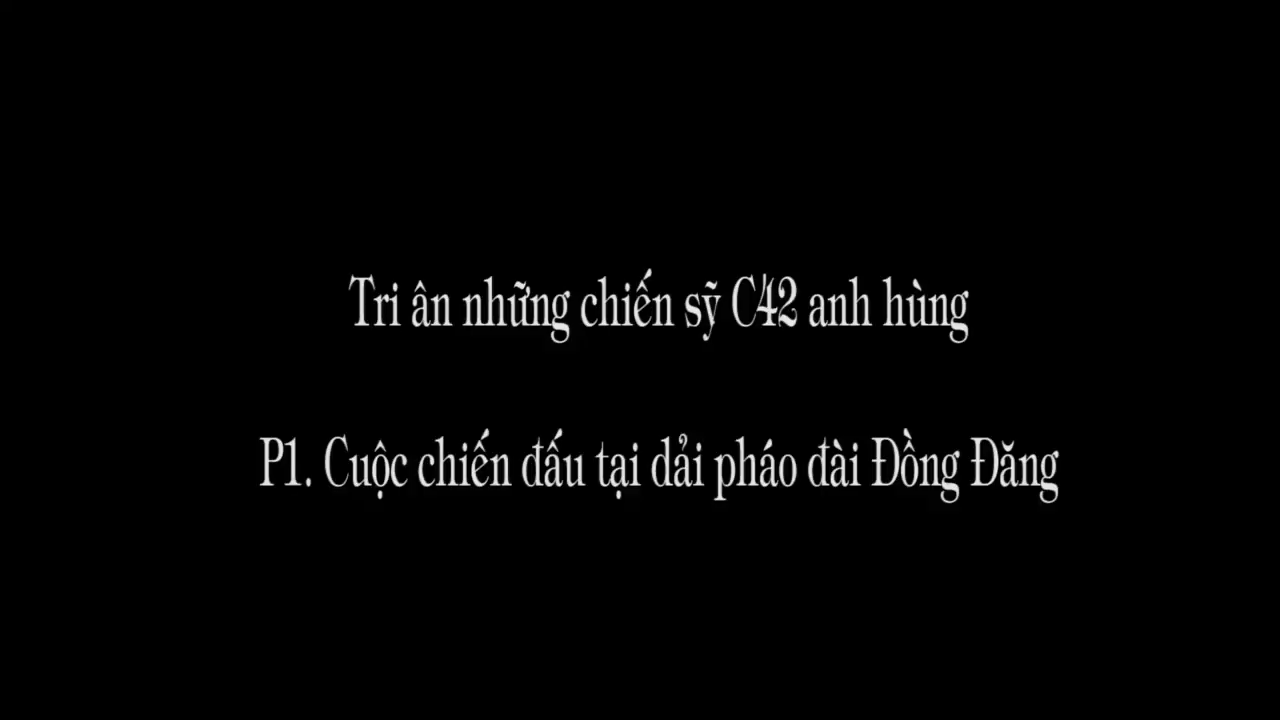 Tri ân những chiến sỹ C42 anh hùng
P1. Cuộc chiến đấu tại dải pháo đài Đồng Đăng